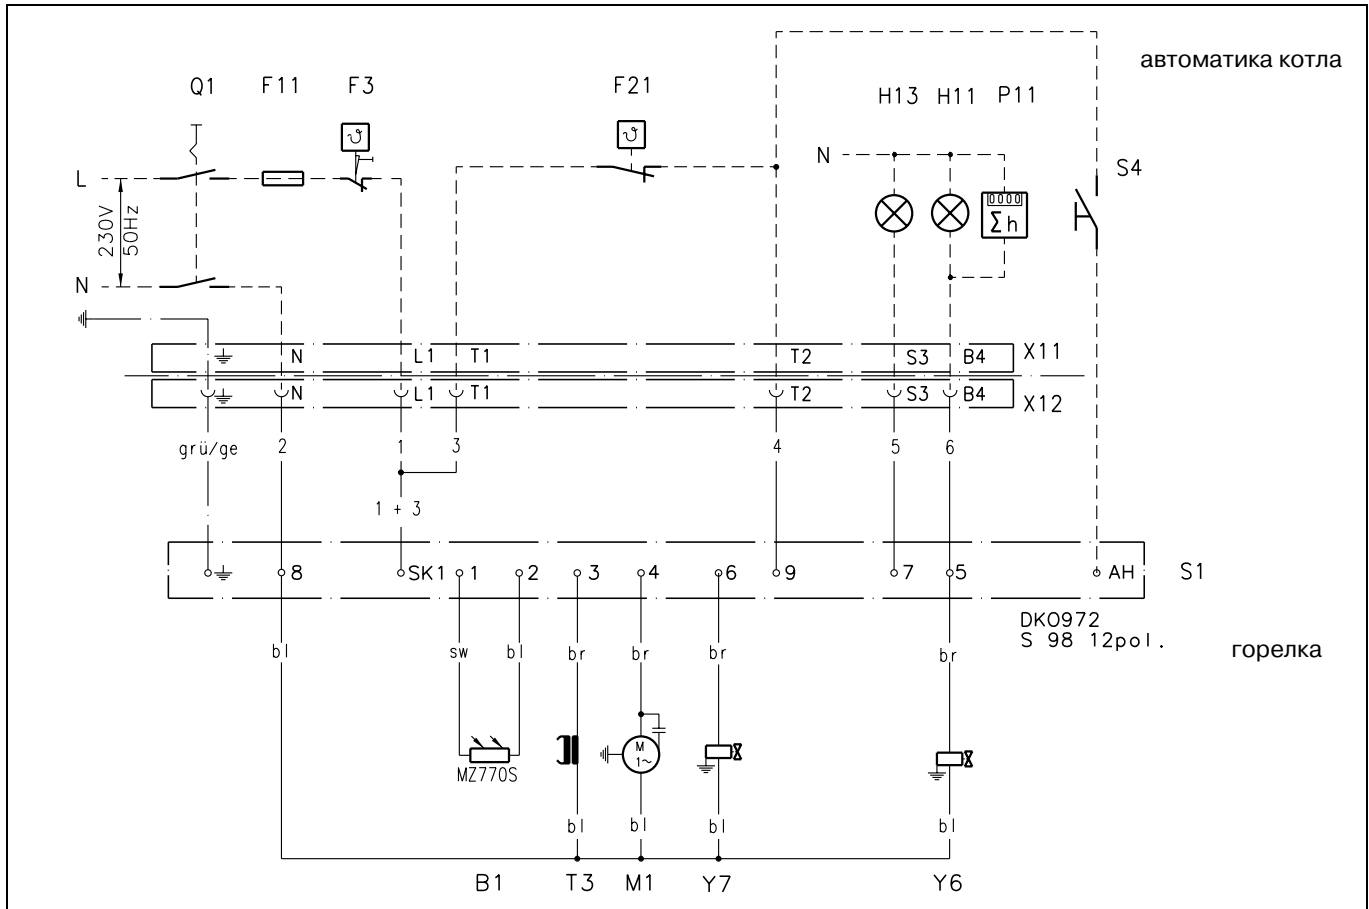 автоматика котла
Q1 F11 F3 F21
H13 H11 P11
ϑ ϑ
N
S4
L
0000
Σh
230V
50Hz
N
N L1 T1 T2 S3 B4 X11
N L1 T1 T2 S3 B4 X12
grü/ge 2 1 3 4 5 6
1 + 3
8 SK1 1 2 3 4 6 9 7 5 AH S1
DKO972
S 98 12pol.
горелка
bl sw bl br br br br
M
1~
MZ770S
bl bl bl bl
B1 T3 M1 Y7 Y6